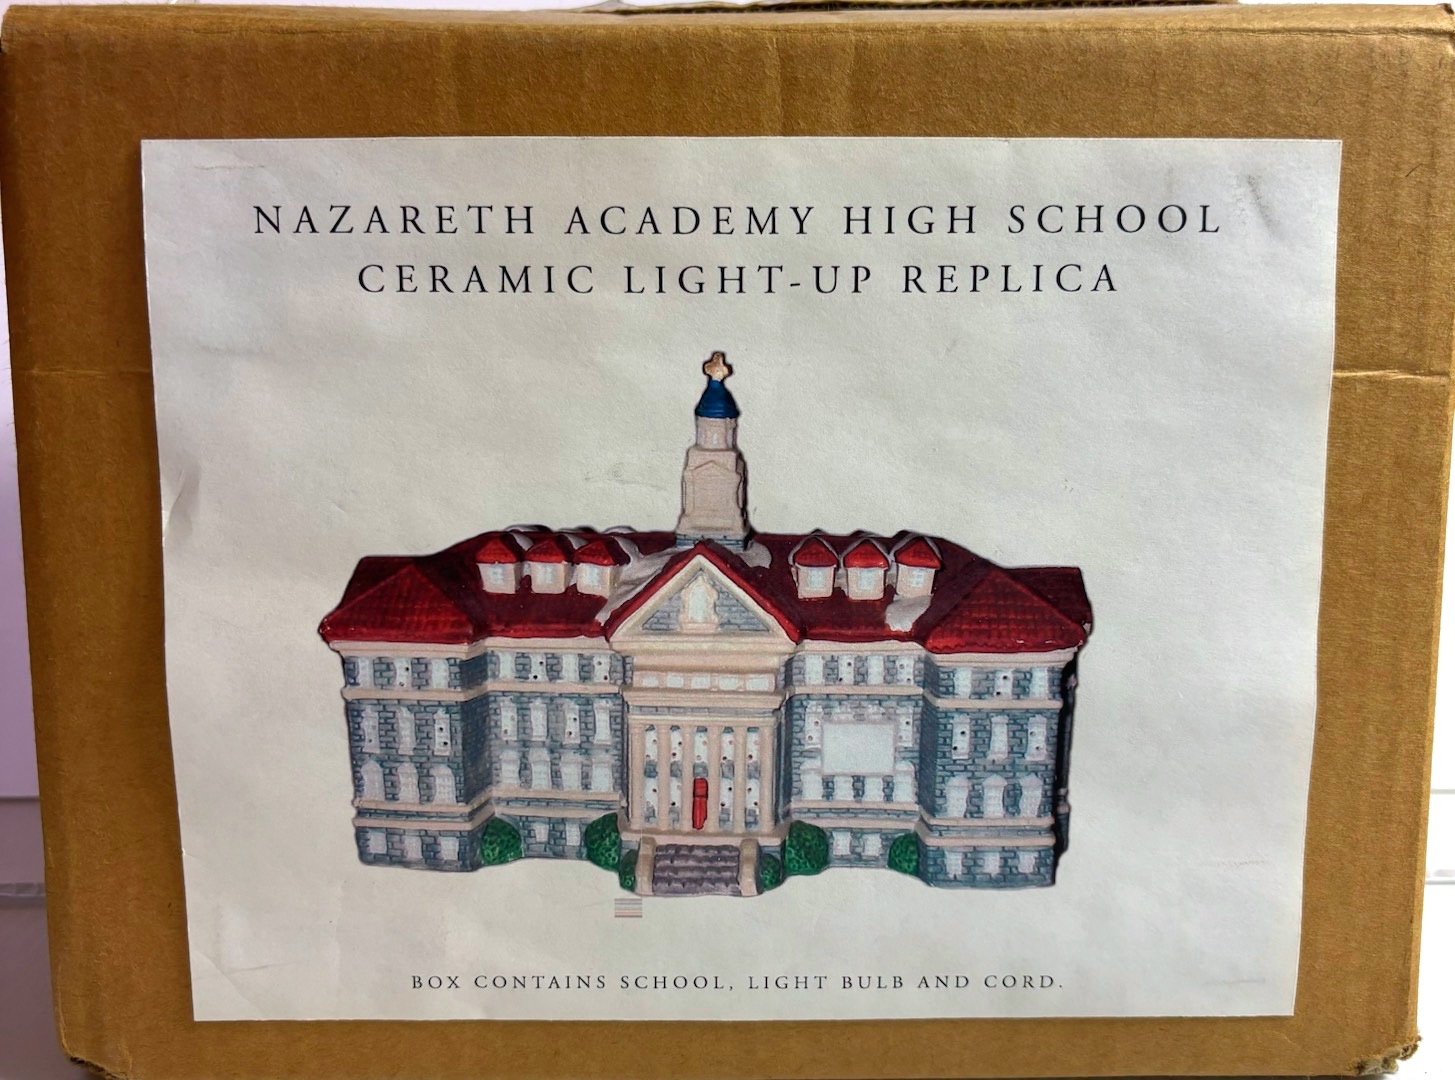 NAZARETH ACADEMY HIGH SCHOOL
CERAMIC LIGHT-UP REPLICA
BOX CONTAINS SCHOOL, LIGHT BULB AND CORD.